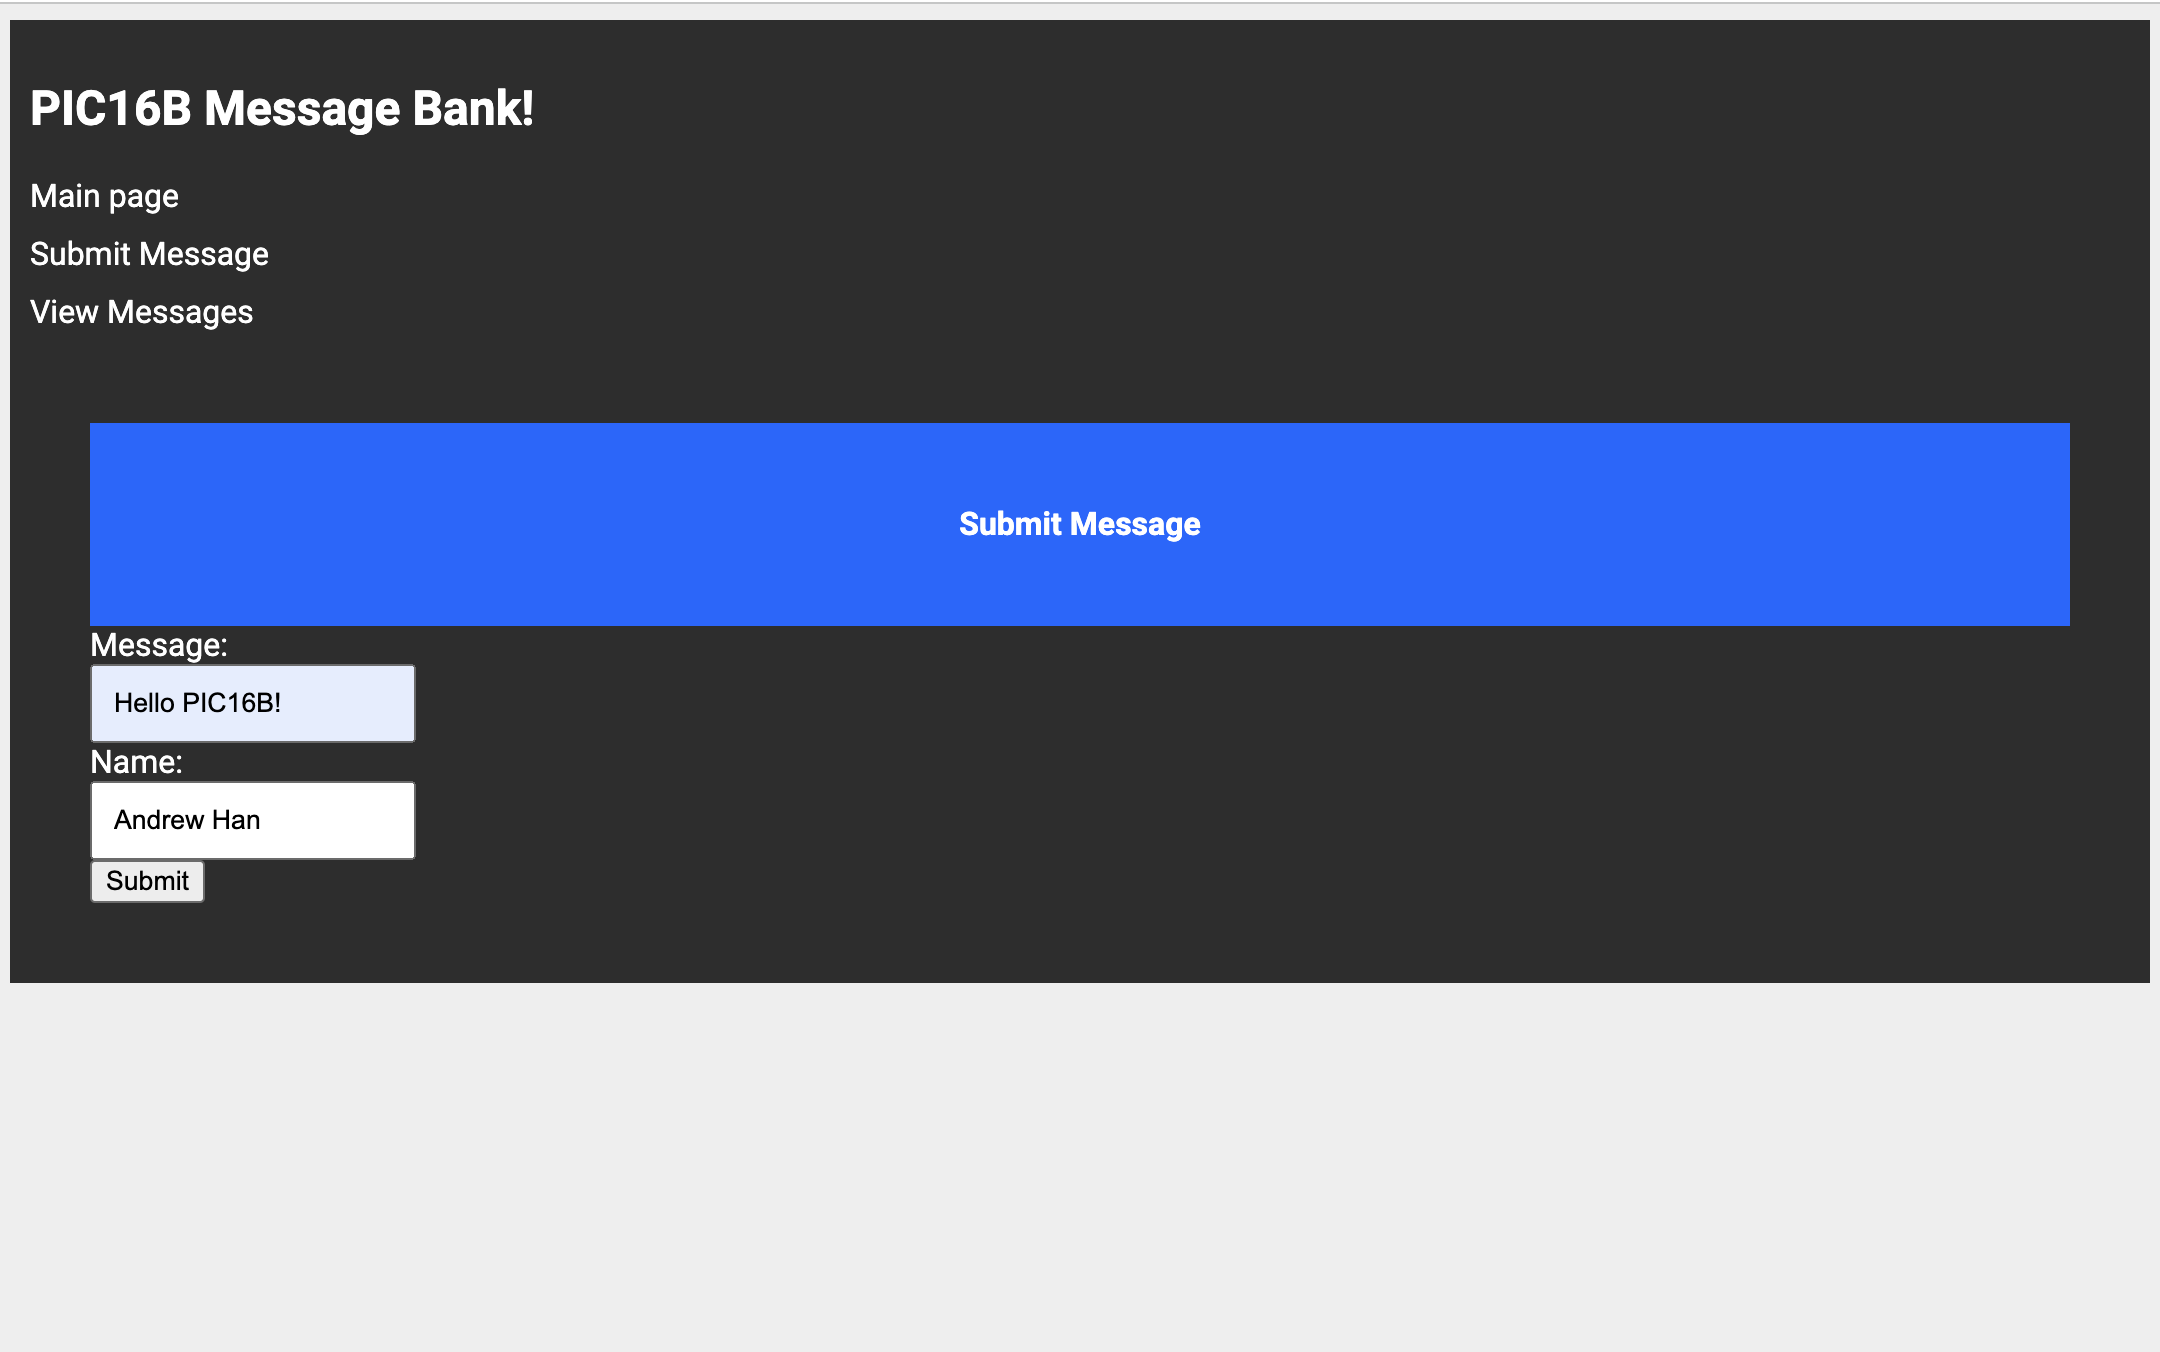 PIC16B Message Bank!
Main page
Submit Message
View Messages
Submit Message
Message:
Hello PIC16B!
Name:
Andrew Han
Submit